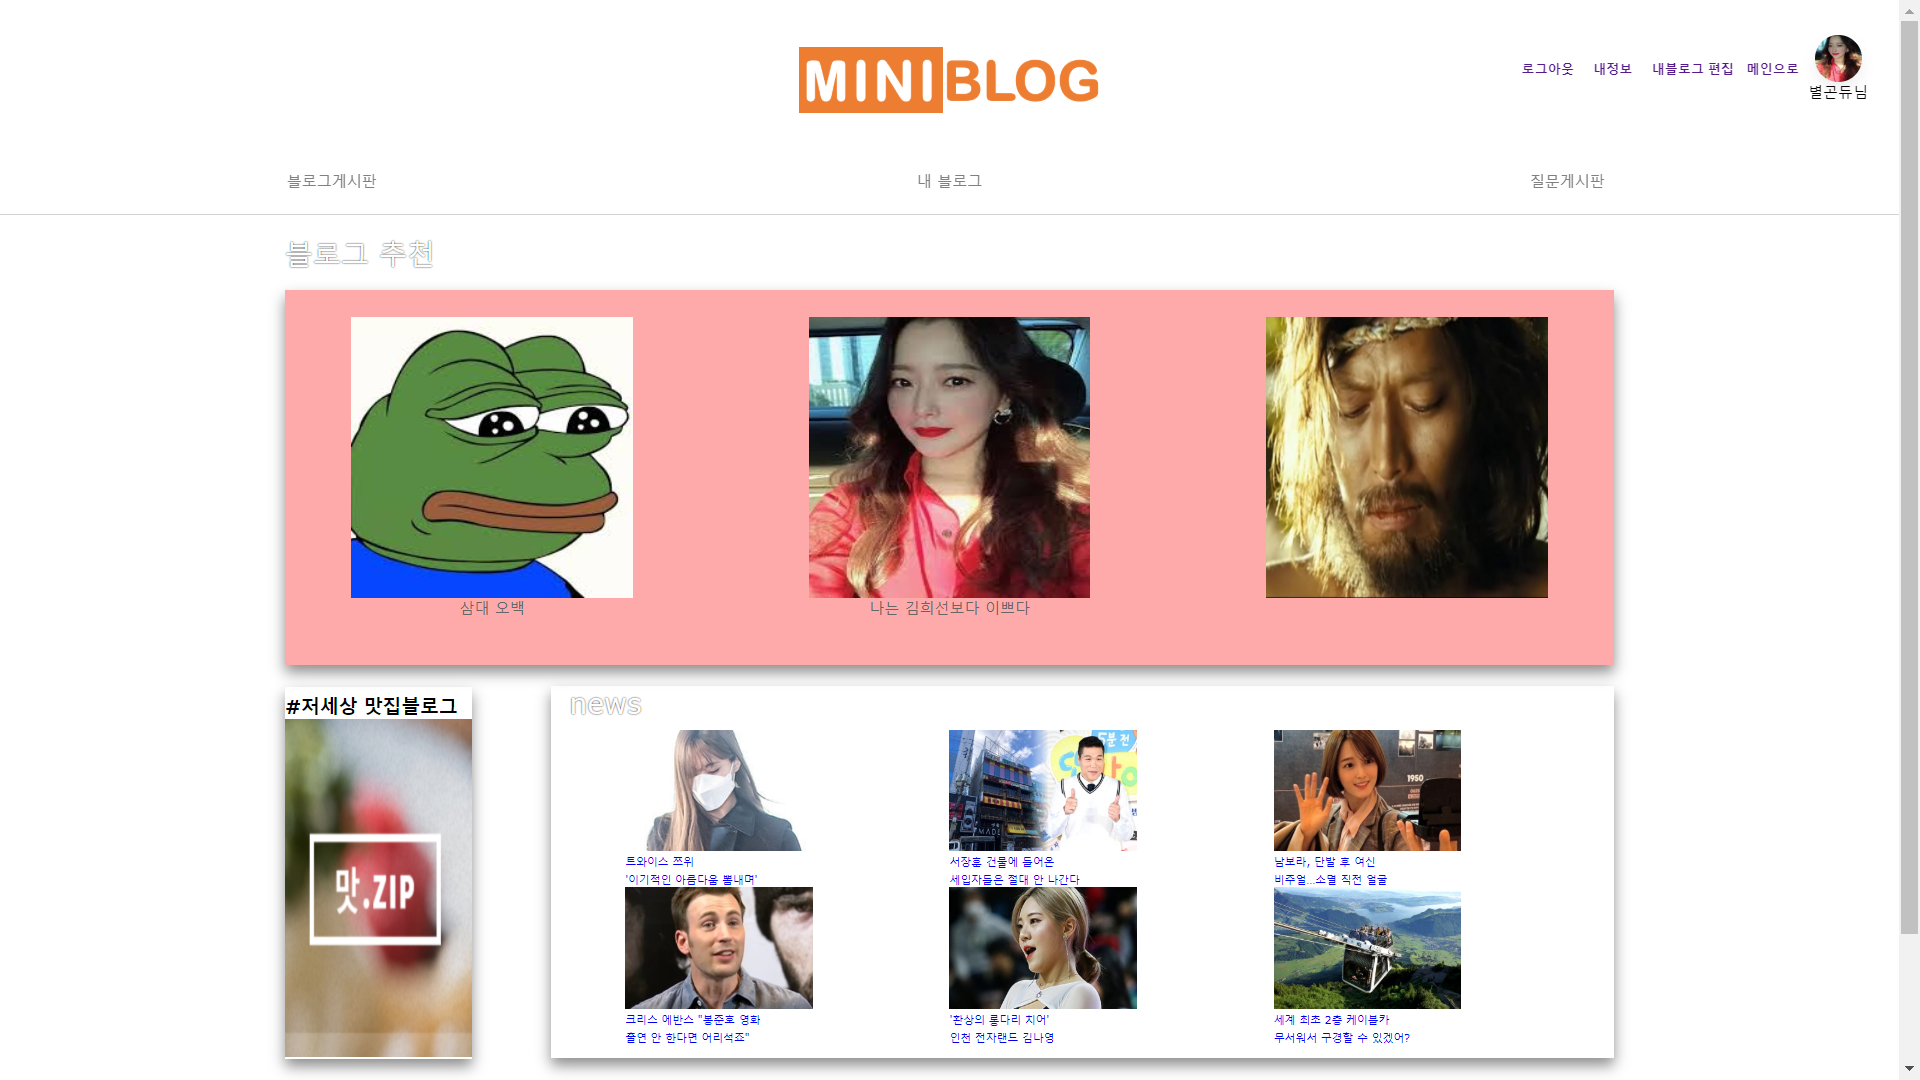 MINIBLOG
로그아웃 내정보 내블로그 편집 메인으로
별곤듀님
블로그게시판 내 블로그 질문게시판
블로그 추천
삼대 오백 나는 김희선보다 이쁘다
#저세상 맛집블로그
맛.ZIP
news
5분 전
MADE
1950
트와이스 쯔위
'이기적인 아름다움 뽐내며'
서장훈 건물에 들어온
세입자들은 절대 안 나간다
남보라, 단발 후 여신
비주얼...소멸 직전 얼굴
크리스 에반스 "봉준호 영화
출연 안 한다면 어리석죠"
'환상의 롱다리 치어'
인천 전자랜드 김나영
세계 최초 2층 케이블카
무서워서 구경할 수 있겠어?